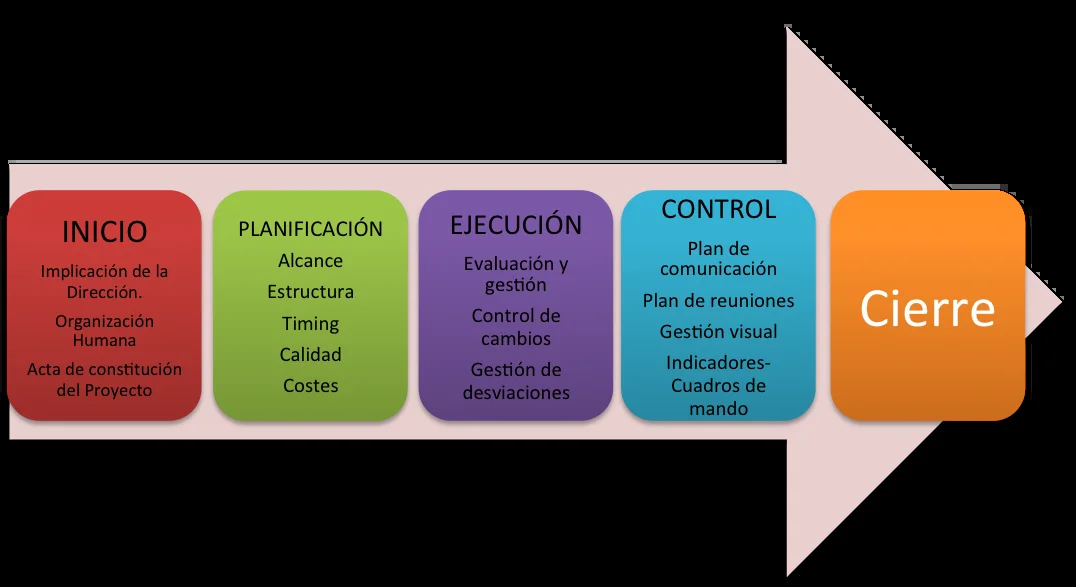 INICIO
Implicación de la
Dirección.
Organización
Humana
Acta de constitución
del Proyecto
PLANIFICACIÓN
Alcance
Estructura
Timing
Calidad
Costes
EJECUCIÓN
Evaluación y
gestión
Control de
cambios
Gestión de
desviaciones
CONTROL
Plan de
comunicación
Plan de reuniones
Gestión visual
Indicadores-
Cuadros de
mando
Cierre